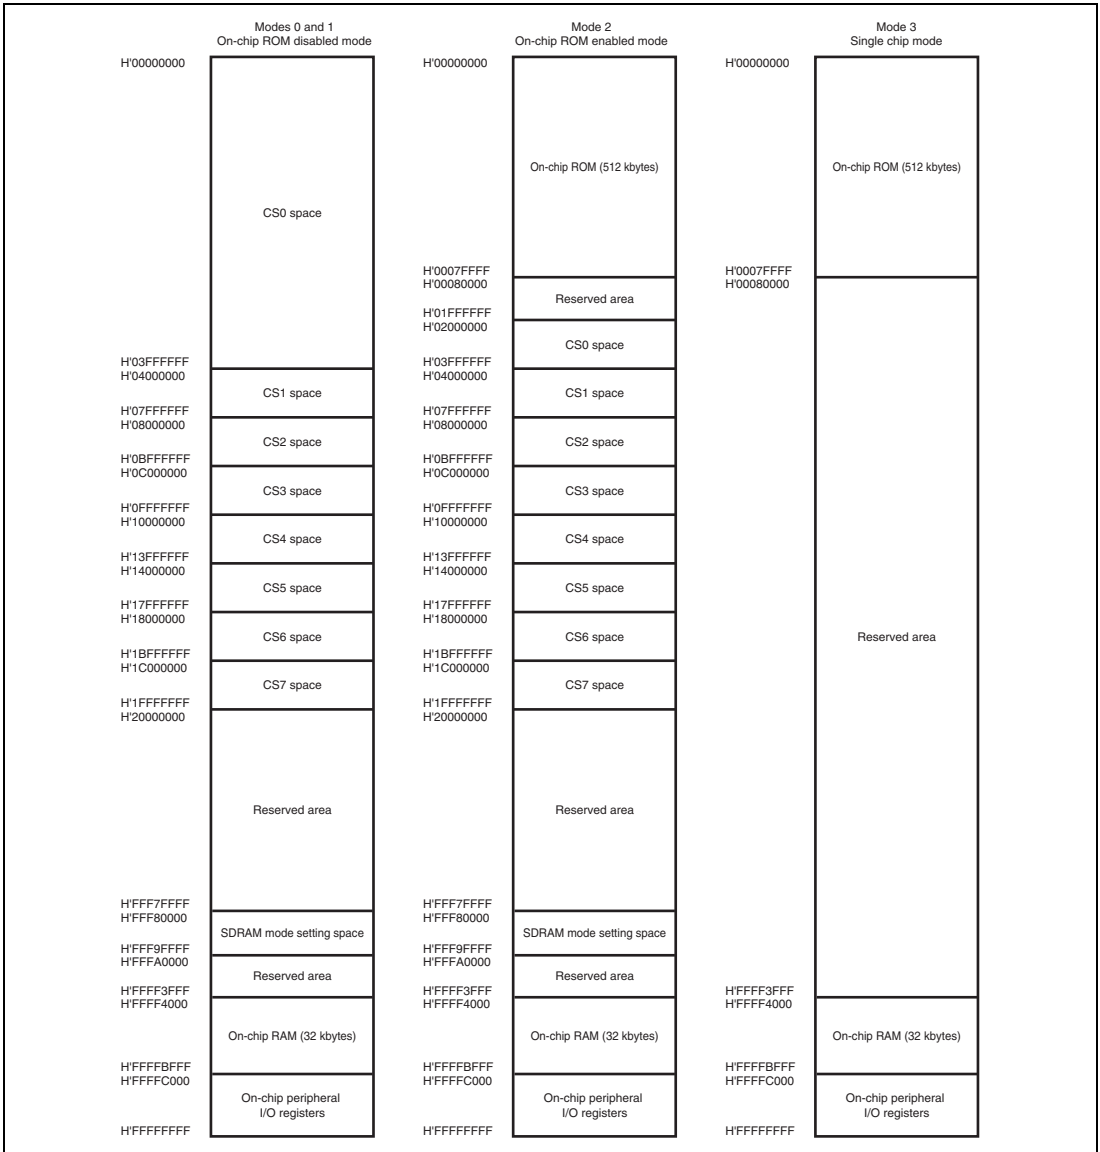 Modes 0 and 1
On-chip ROM disabled mode
H'00000000
CS0 space
H'03FFFFFF
H'04000000
CS1 space
H'07FFFFFF
H'08000000
CS2 space
H'0BFFFFFF
H'0C000000
CS3 space
H'0FFFFFFF
H'10000000
CS4 space
H'13FFFFFF
H'14000000
CS5 space
H'17FFFFFF
H'18000000
CS6 space
H'1BFFFFFF
H'1C000000
CS7 space
H'1FFFFFFF
H'20000000
Reserved area
H'FFF7FFFF
H'FFF80000
SDRAM mode setting space
H'FFF9FFFF
H'FFFA0000
Reserved area
H'FFFF3FFF
H'FFFF4000
On-chip RAM (32 kbytes)
H'FFFFBFFF
H'FFFFC000
On-chip peripheral
I/O registers
H'FFFFFFFF
Mode 2
On-chip ROM enabled mode
H'00000000
On-chip ROM (512 kbytes)
H'0007FFFF
H'00080000
Reserved area
H'01FFFFFF
H'02000000
CS0 space
H'03FFFFFF
H'04000000
CS1 space
H'07FFFFFF
H'08000000
CS2 space
H'0BFFFFFF
H'0C000000
CS3 space
H'0FFFFFFF
H'10000000
CS4 space
H'13FFFFFF
H'14000000
CS5 space
H'17FFFFFF
H'18000000
CS6 space
H'1BFFFFFF
H'1C000000
CS7 space
H'1FFFFFFF
H'20000000
Reserved area
H'FFF7FFFF
H'FFF80000
SDRAM mode setting space
H'FFF9FFFF
H'FFFA0000
Reserved area
H'FFFF3FFF
H'FFFF4000
On-chip RAM (32 kbytes)
H'FFFFBFFF
H'FFFFC000
On-chip peripheral
I/O registers
H'FFFFFFFF
Mode 3
Single chip mode
H'00000000
On-chip ROM (512 kbytes)
H'0007FFFF
H'00080000
Reserved area
H'FFFF3FFF
H'FFFF4000
On-chip RAM (32 kbytes)
H'FFFFBFFF
H'FFFFC000
On-chip peripheral
I/O registers
H'FFFFFFFF